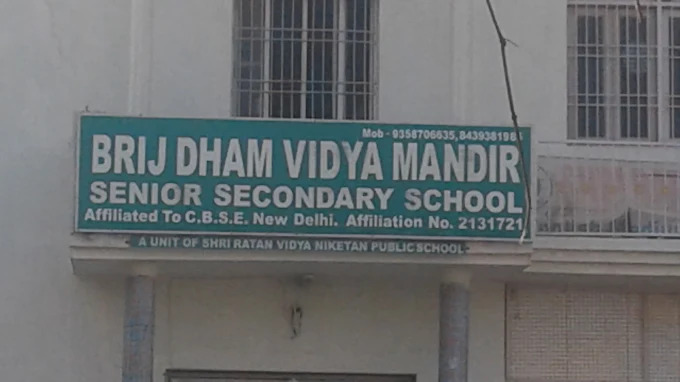 Mob - 9358706635, 843938198
BRIJ DHAM VIDYA MANDIR
SENIOR SECONDARY SCHOOL
Affiliated To C.B.S.E. New Delhi. Affiliation No. 2131721
A UNIT OF SHRI RATAN VIDYA NIKETAN PUBLIC SCHOOL